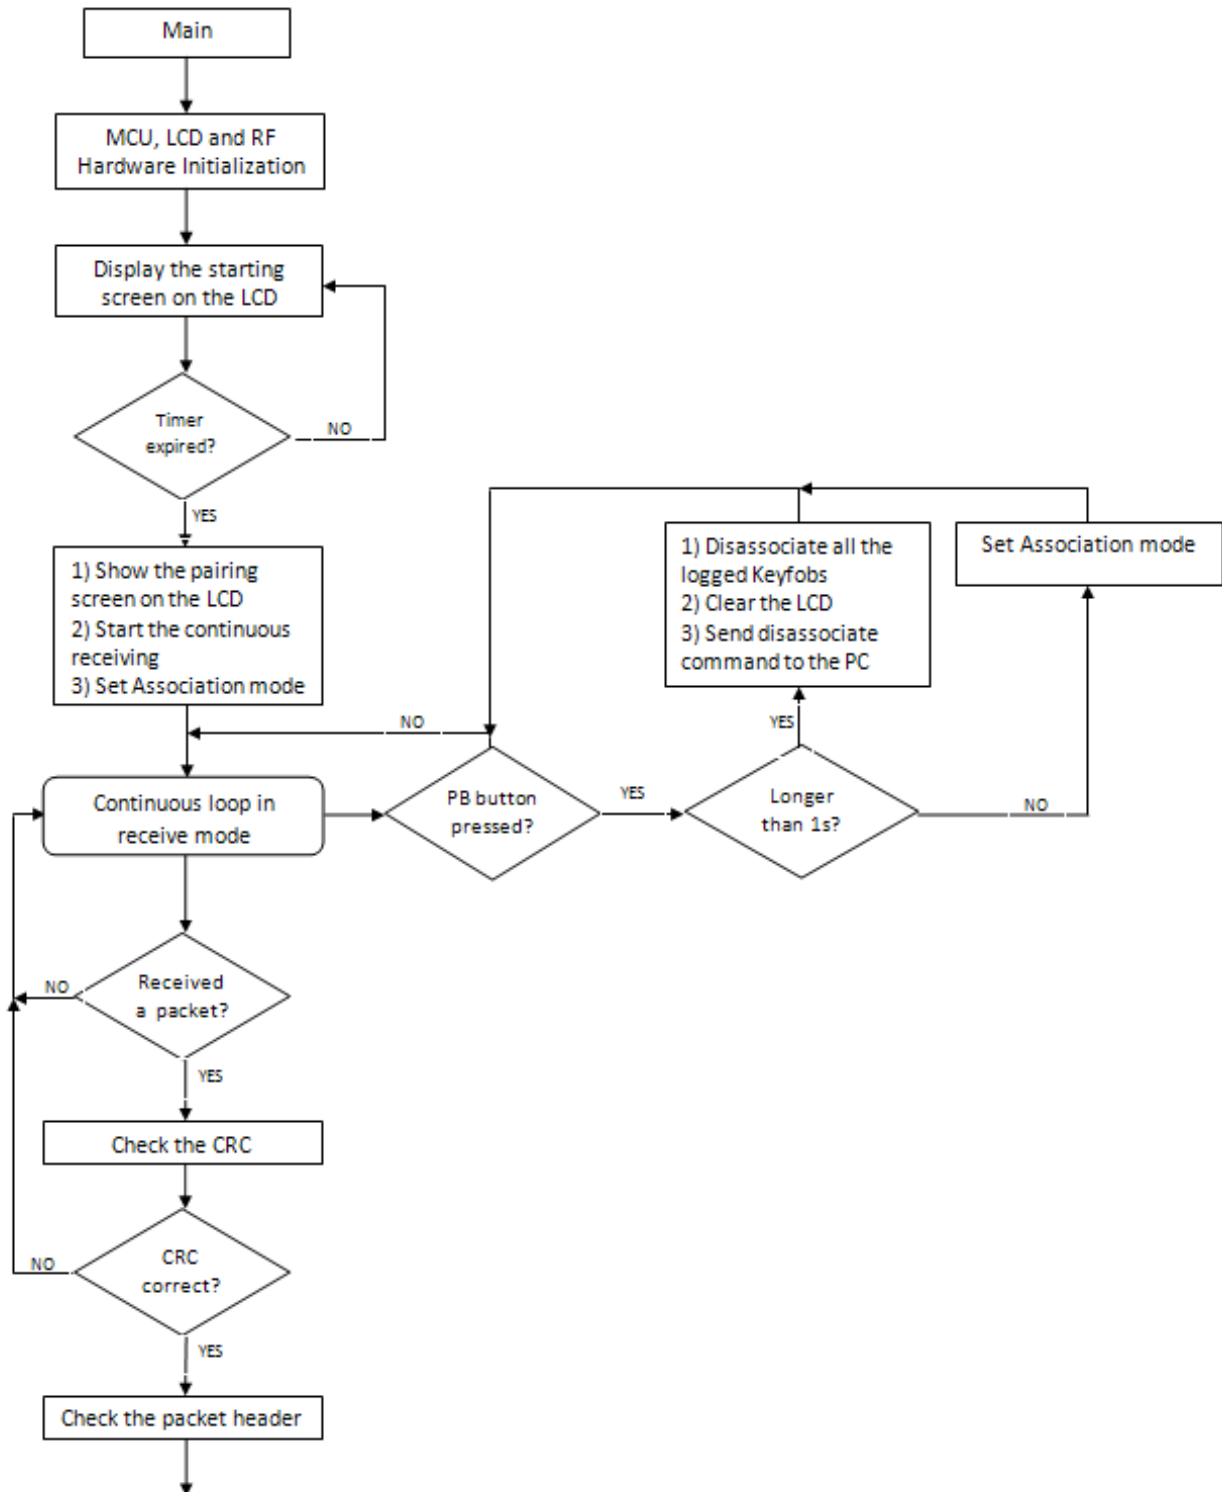 Main
MCU, LCD and RF
Hardware Initialization
Display the starting
screen on the LCD
Timer
expired?
NO
YES
1) Show the pairing
screen on the LCD
2) Start the continuous
receiving
3) Set Association mode
1) Disassociate all the
logged Keyfobs
2) Clear the LCD
3) Send disassociate
command to the PC
Set Association mode
NO
YES
Continuous loop in
receive mode
PB button
pressed?
YES
Longer
than 1s?
NO
Received
a packet?
NO
YES
Check the CRC
CRC
correct?
NO
YES
Check the packet header